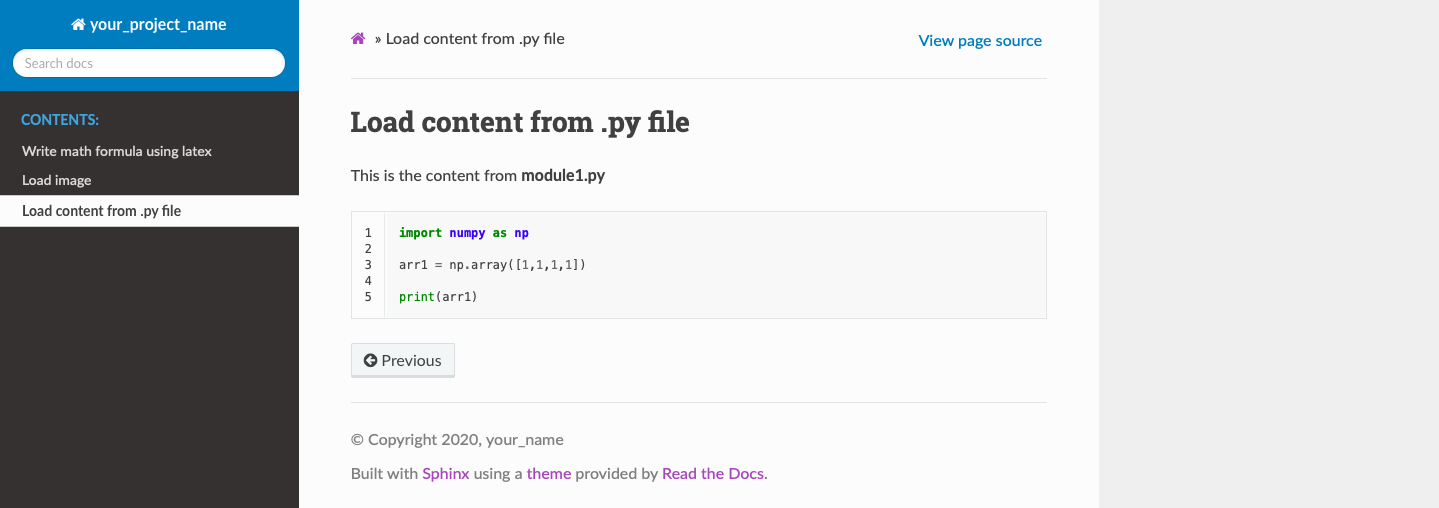 your_project_name
Search docs
CONTENTS:
Write math formula using latex
Load image
Load content from .py file
» Load content from .py file
View page source
Load content from .py file
This is the content from module1.py
1 import numpy as np
2
3 arr1 = np.array([1,1,1,1])
4
5 print(arr1)
Previous
© Copyright 2020, your_name
Built with Sphinx using a theme provided by Read the Docs.